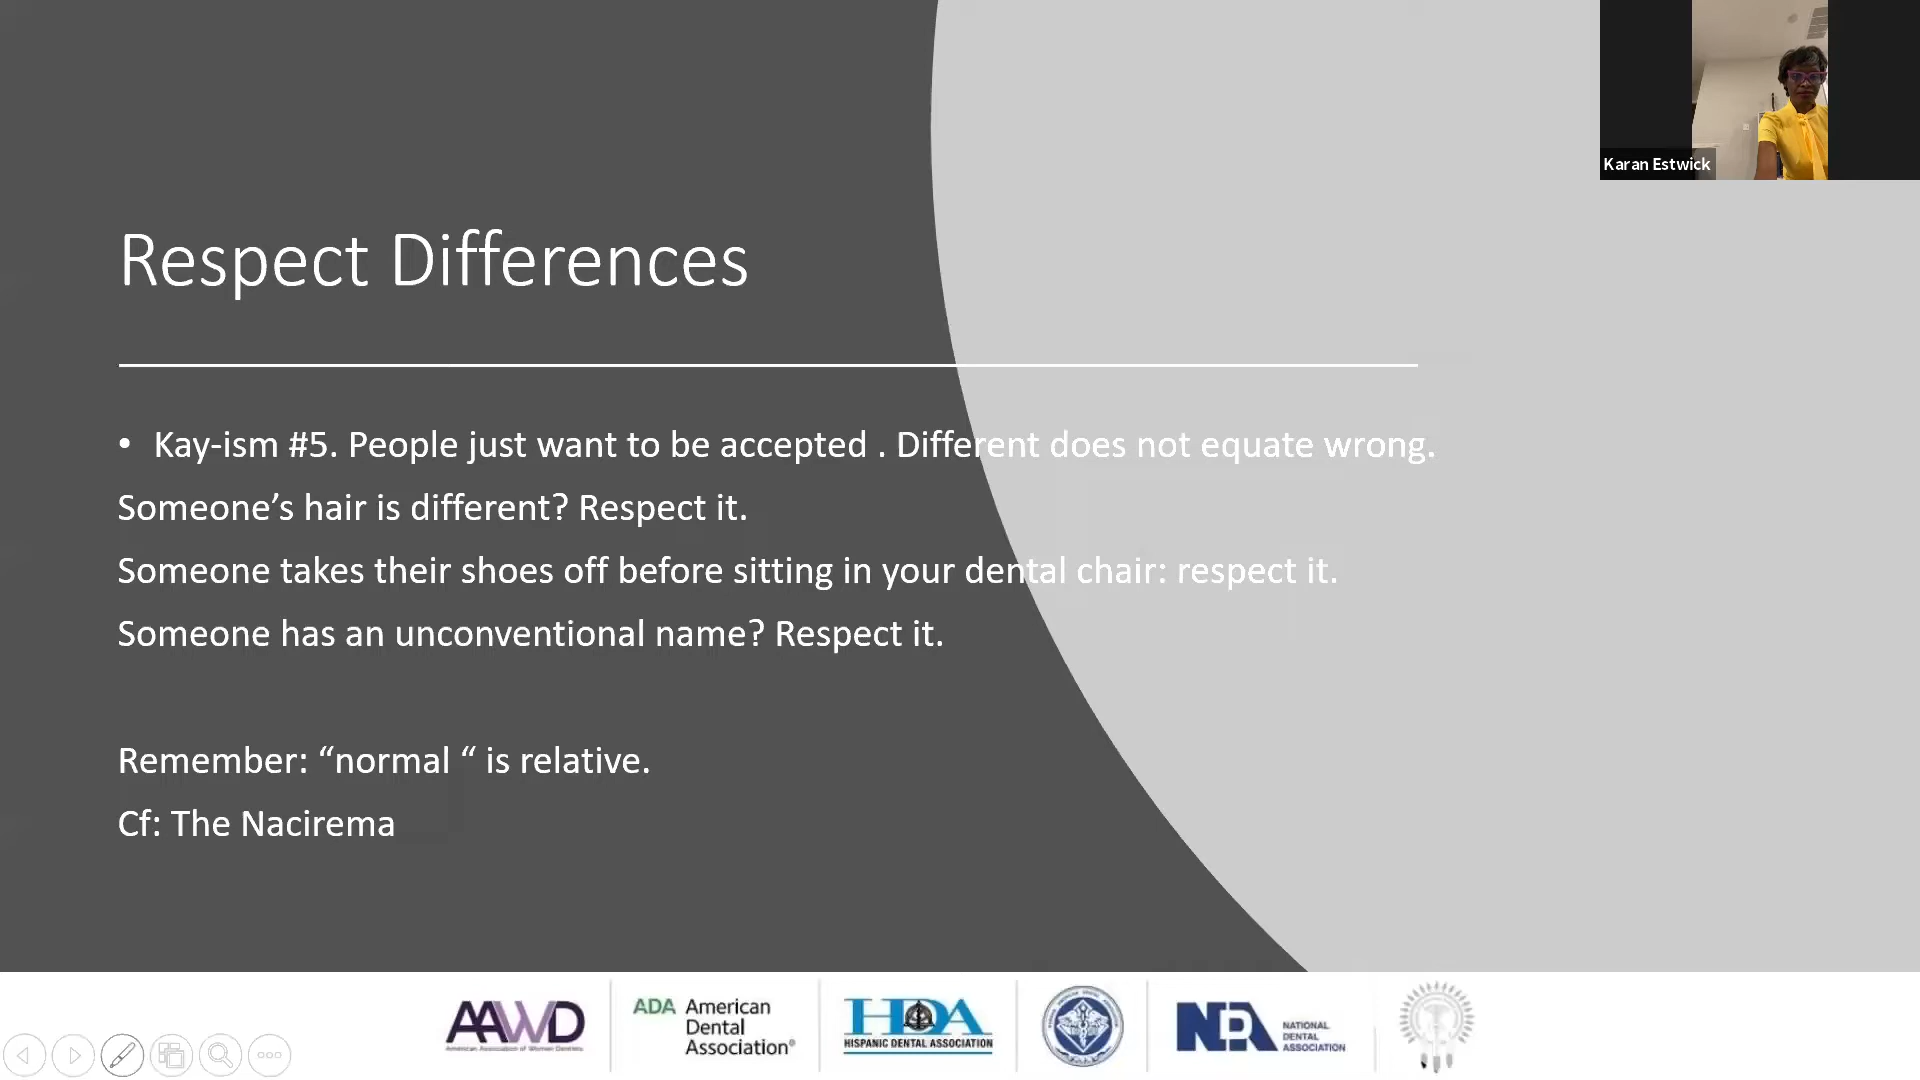 Karan Estwick
Respect Differences
• Kay-ism #5. People just want to be accepted . Different does not equate wrong.
Someone’s hair is different? Respect it.
Someone takes their shoes off before sitting in your dental chair: respect it.
Someone has an unconventional name? Respect it.
Remember: “normal “ is relative.
Cf: The Nacirema
AAWD
American Association of Women Dentists
ADA American
Dental
Association®
HDA
HISPANIC DENTAL ASSOCIATION
NDA
NATIONAL
DENTAL
ASSOCIATION